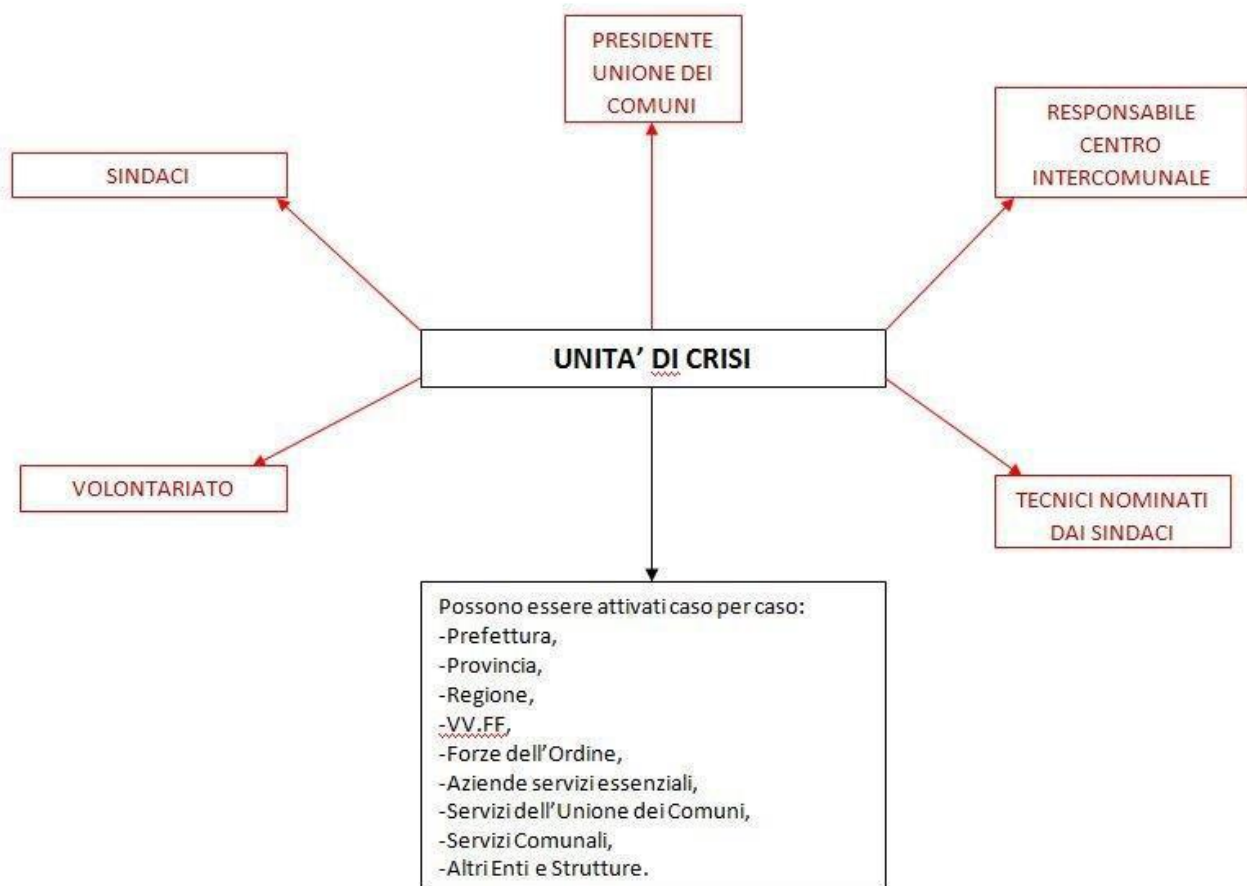 PRESIDENTE
UNIONE DEI
COMUNI
RESPONSABILE
CENTRO
INTERCOMUNALE
SINDACI
UNITA’ DI CRISI
VOLONTARIATO
TECNICI NOMINATI
DAI SINDACI
Possono essere attivati caso per caso:
-Prefettura,
-Provincia,
-Regione,
-VV.FF,
-Forze dell’Ordine,
-Aziende servizi essenziali,
-Servizi dell’Unione dei Comuni,
-Servizi Comunali,
-Altri Enti e Strutture.